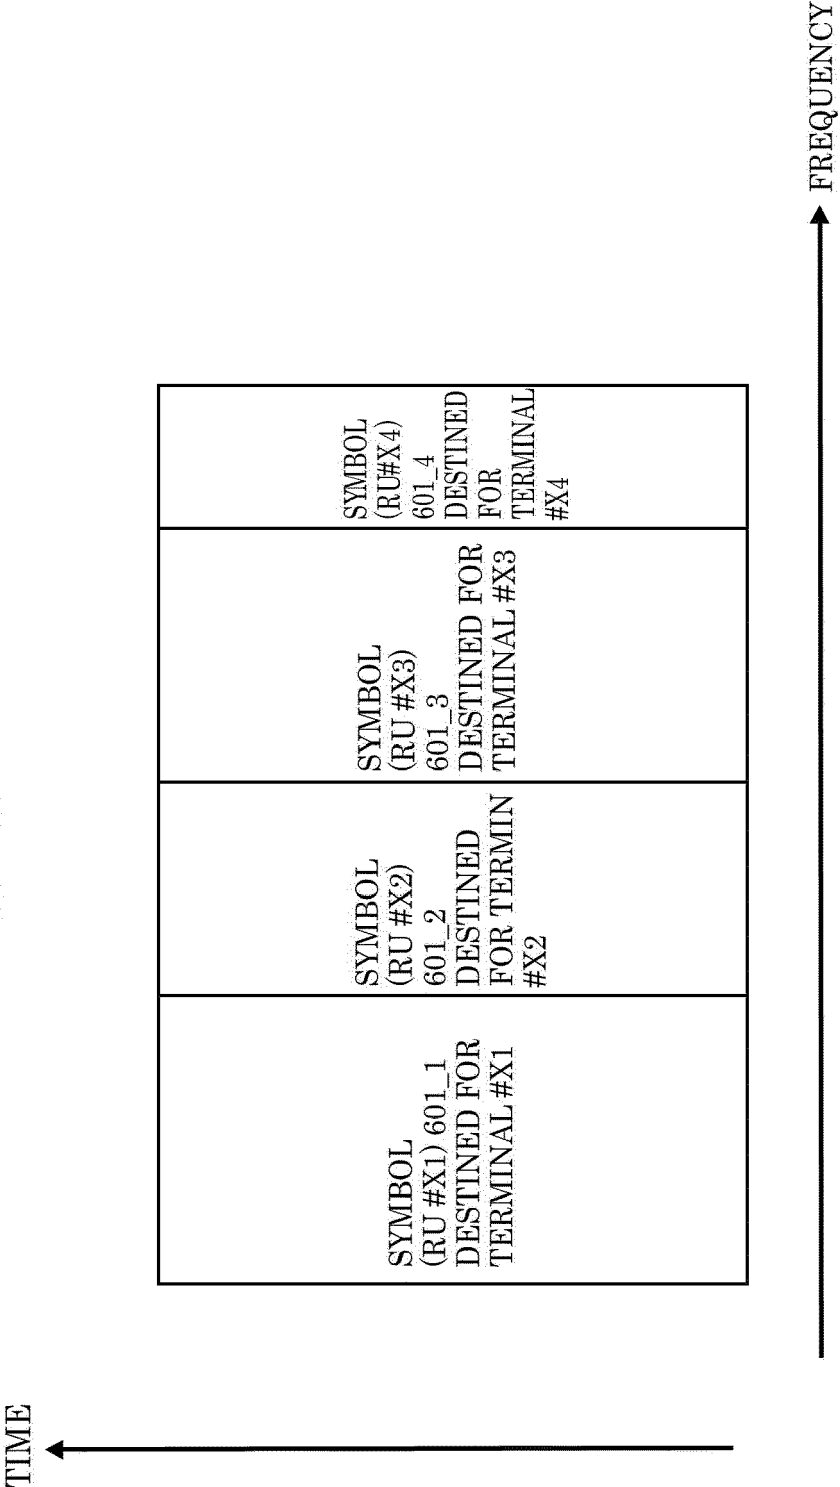 TIME
SYMBOL
(RU #X1) 601_1
DESTINED FOR
TERMINAL #X1
SYMBOL
(RU #X2)
601_2
DESTINED
FOR TERMIN
#X2
SYMBOL
(RU #X3)
601_3
DESTINED FOR
TERMINAL #X3
SYMBOL
(RU#X4)
601_4
DESTINED
FOR
TERMINAL
#X4
FREQUENCY